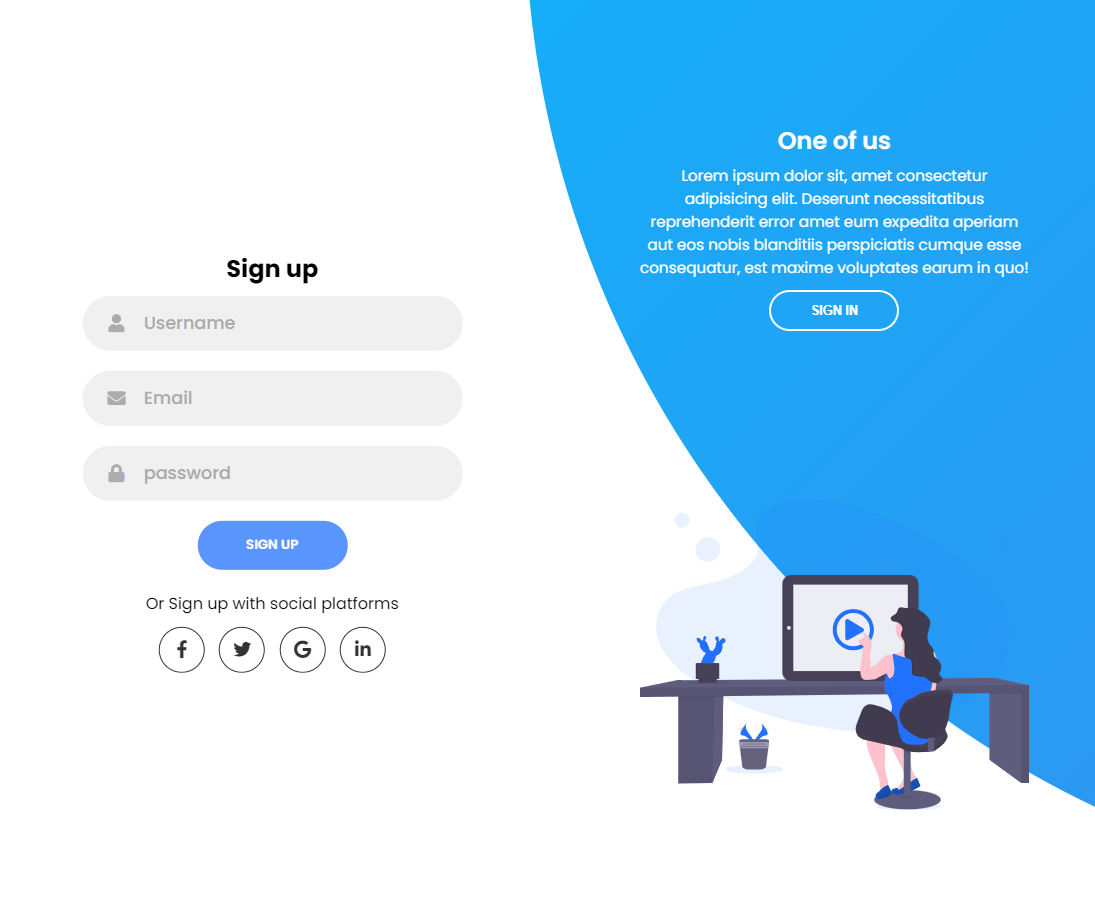 Sign up
Username
Email
password
SIGN UP
Or Sign up with social platforms
One of us
Lorem ipsum dolor sit, amet consectetur
adipisicing elit. Deserunt necessitatibus
reprehenderit error amet eum expedita aperiam
aut eos nobis blanditiis perspiciatis cumque esse
consequatur, est maxime voluptates earum in quo!
SIGN IN